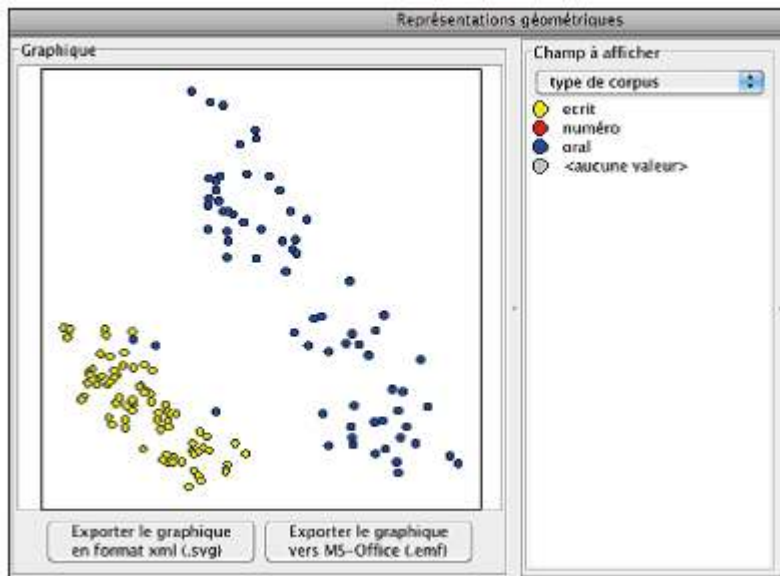 Représentations géométriques
Graphique
Champ à afficher
type de corpus
ecrit
numéro
oral
<aucune valeur>
Exporter le graphique
en format xml (.svg)
Exporter le graphique
vers MS-Office (.emf)